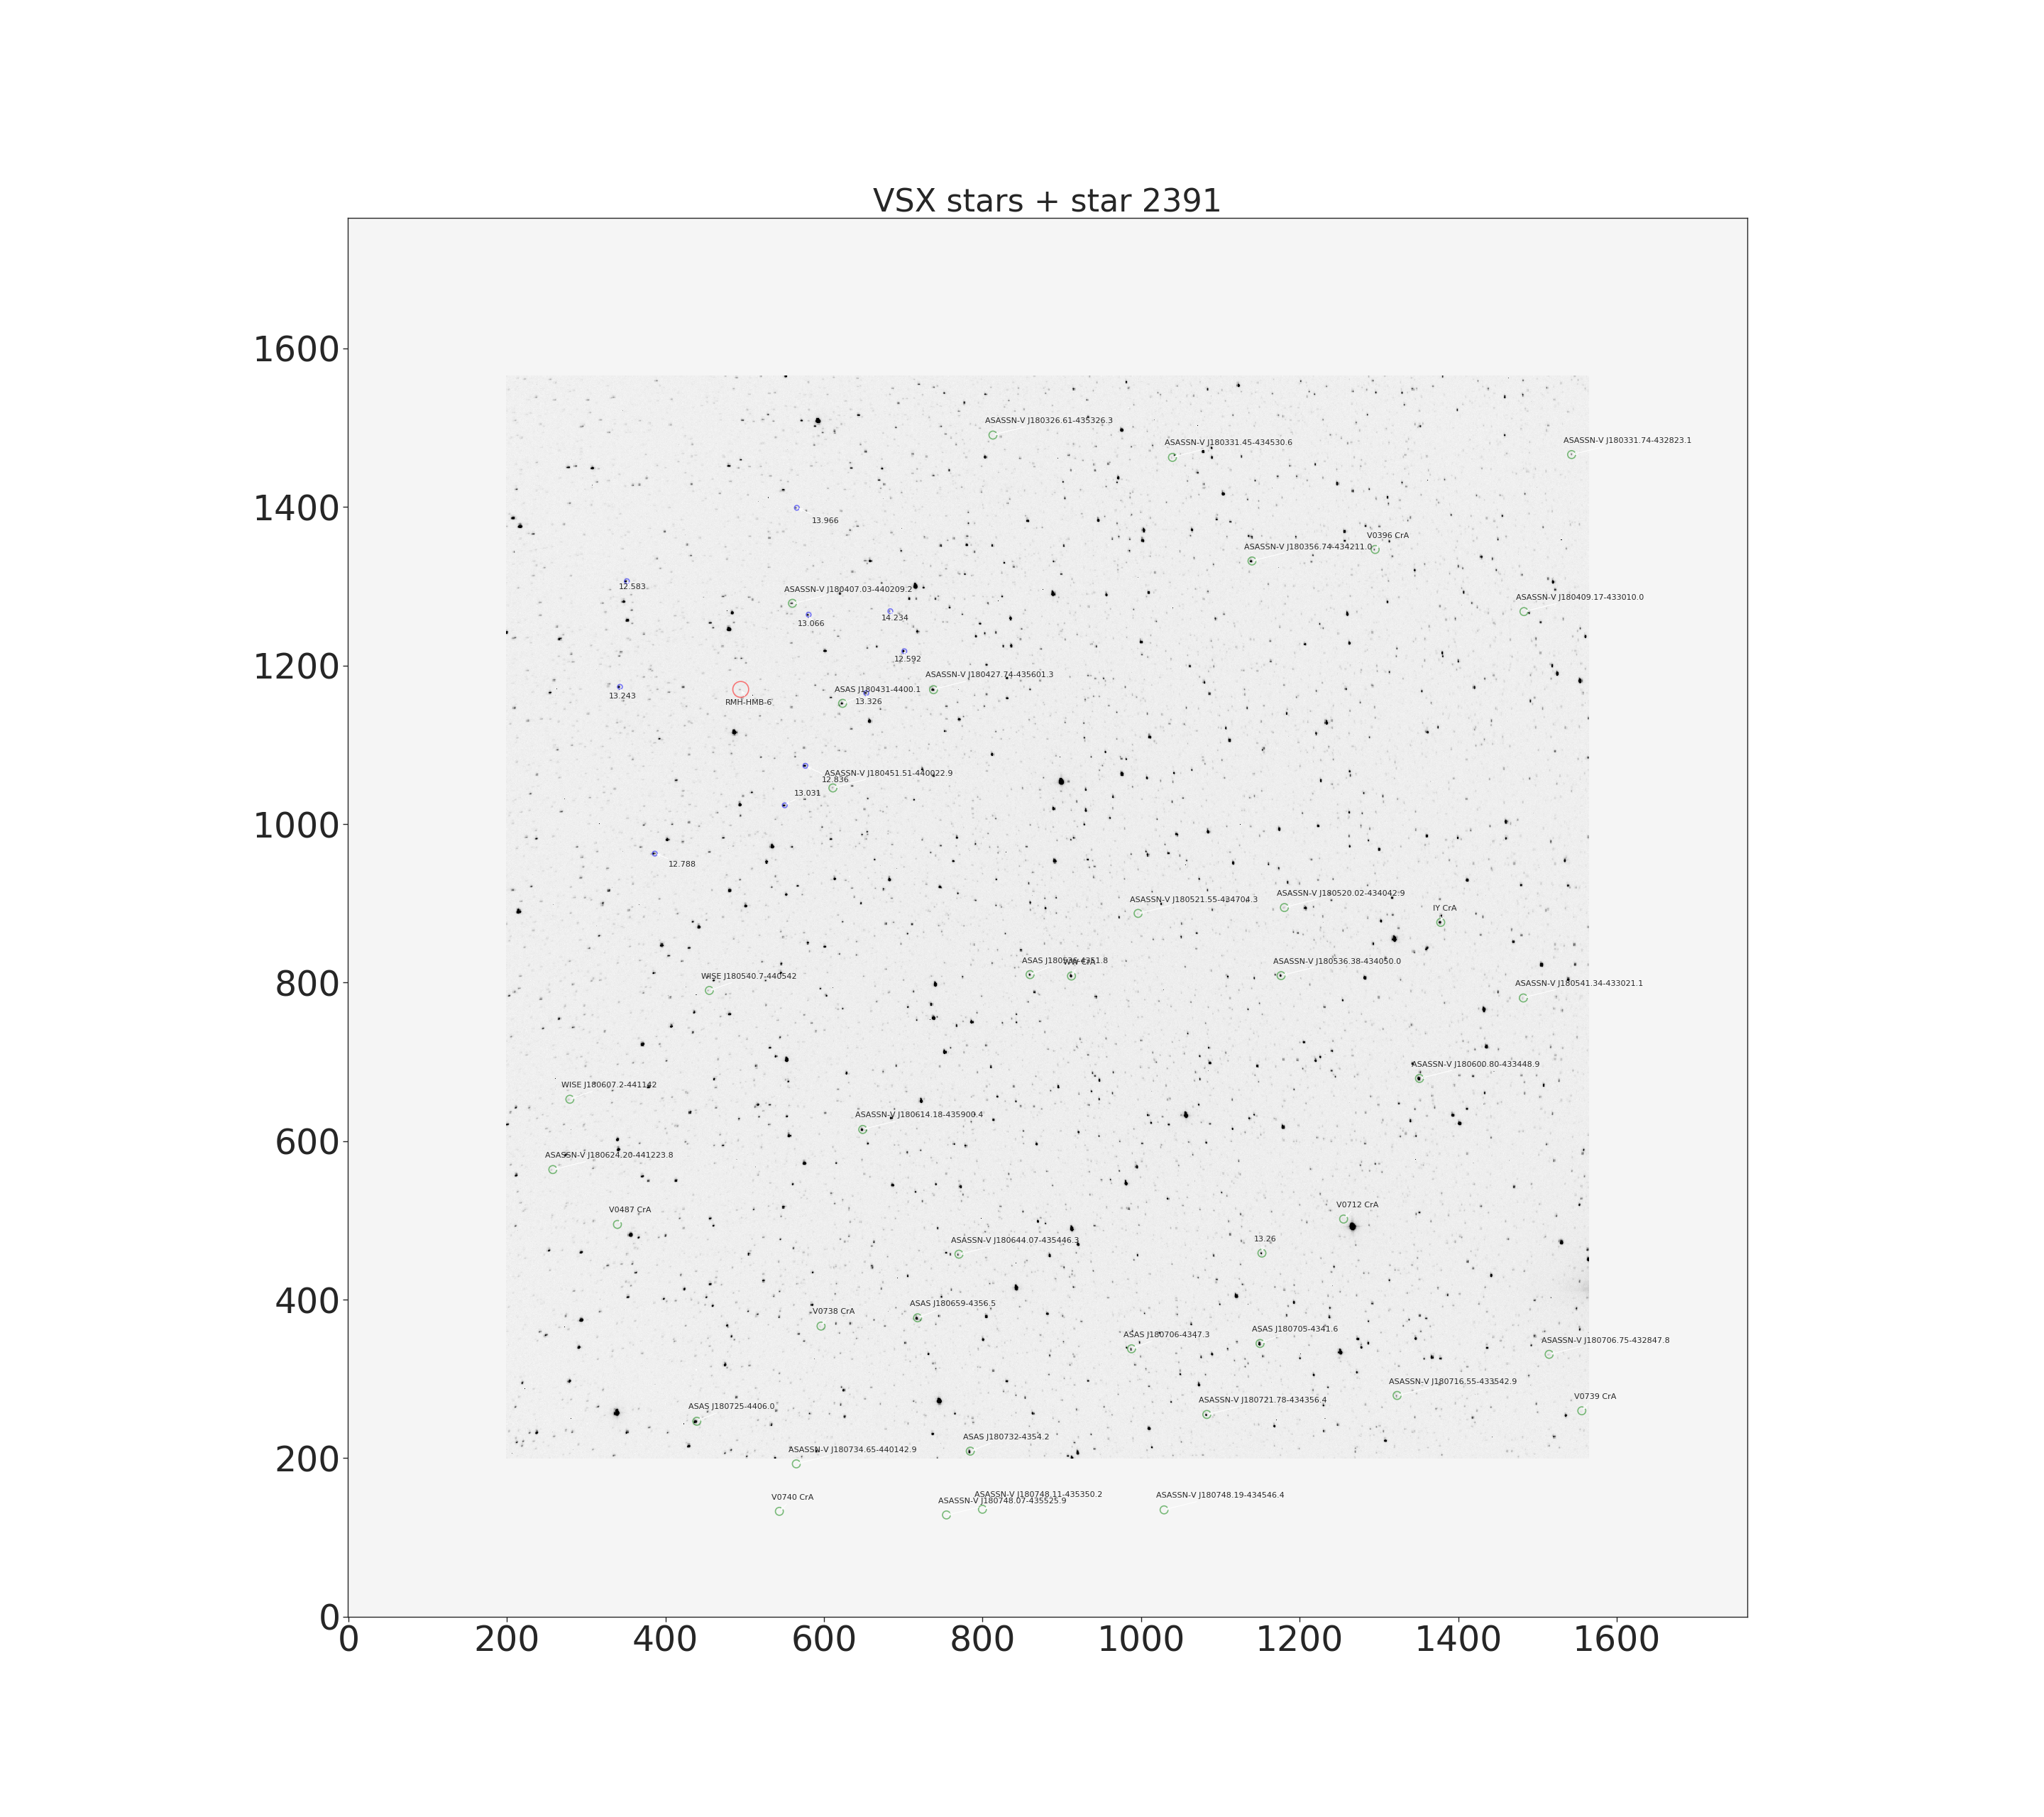 VSX stars + star 2391
1600
ASASSN-V J180326.61-435326.3
ASASSN-V J180331.45-434530.6
ASASSN-V J180331.74-432823.1
1400
13.966
V0396 CrA
ASASSN-V J180356.74-434211.0
12.583
ASASSN-V J180407.03-440209.2
ASASSN-V J180409.17-433010.0
14.234
13.066
1200
12.592
ASASSN-V J180427.74-435601.3
ASAS J180431-4400.1
13.243
13.326
RMH-HMB-6
ASASSN-V J180451.51-440022.9
12.836
13.031
1000
12.788
ASASSN-V J180520.02-434042.9
ASASSN-V J180521.55-434704.3
IY CrA
ASAS J180536-4351.8
CrA
ASASSN-V J180536.38-434050.0
WISE J180540.7-440542
800
ASASSN-V J180541.34-433021.1
ASASSN-V J180600.80-433448.9
WISE J180607.2-441142
ASASSN-V J180614.18-435900.4
600
ASASSN-V J180624.20-441223.8
V0487 CrA
V0712 CrA
ASASSN-V J180644.07-435446.3
13.26
400
ASAS J180659-4356.5
V0738 CrA
ASAS J180706-4347.3
ASAS J180705-4341.6
ASASSN-V J180706.75-432847.8
ASASSN-V J180716.55-433542.9
V0739 CrA
ASAS J180725-4406.0
ASASSN-V J180721.78-434356.4
ASAS J180732-4354.2
200
ASASSN-V J180734.65-440142.9
V0740 CrA
ASASSN-V J180748.11-435350.2
ASASSN-V J180748.07-435525.9
ASASSN-V J180748.19-434546.4
0
0 200 400 600 800 1000 1200 1400 1600